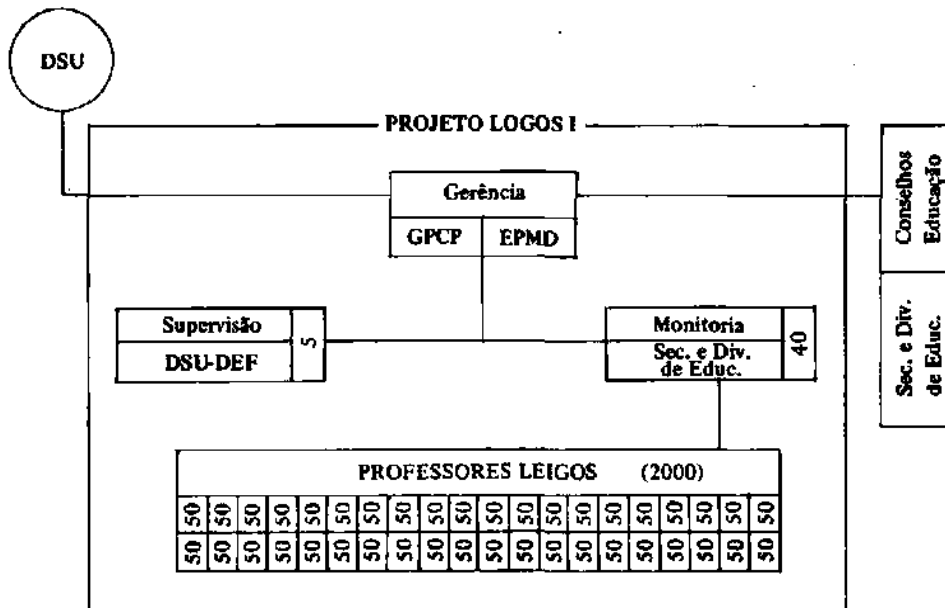 DSU
PROJETO LOGOS I
Gerência
GPCP EPMD
Conselhos
Educação
Supervisão
DSU-DEF
5
Monitoria
Sec. e Div.
de Educ.
40
Sec. e Div.
de Educ.
PROFESSORES LEIGOS (2000)
50 50 50 50 50 50 50 50 50 50 50 50 50 50 50 50 50 50 50 50
50 50 50 50 50 50 50 50 50 50 50 50 50 50 50 50 50 50 50 50